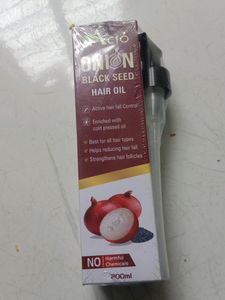 ONION
BLACK SEED
HAIR OIL
Active hair fall Control
Enriched with
cold pressed oil
Best for all hair types
Helps reducing hair fall
Strengthens hair follicles
NO Harmful
Chemicals
200ml